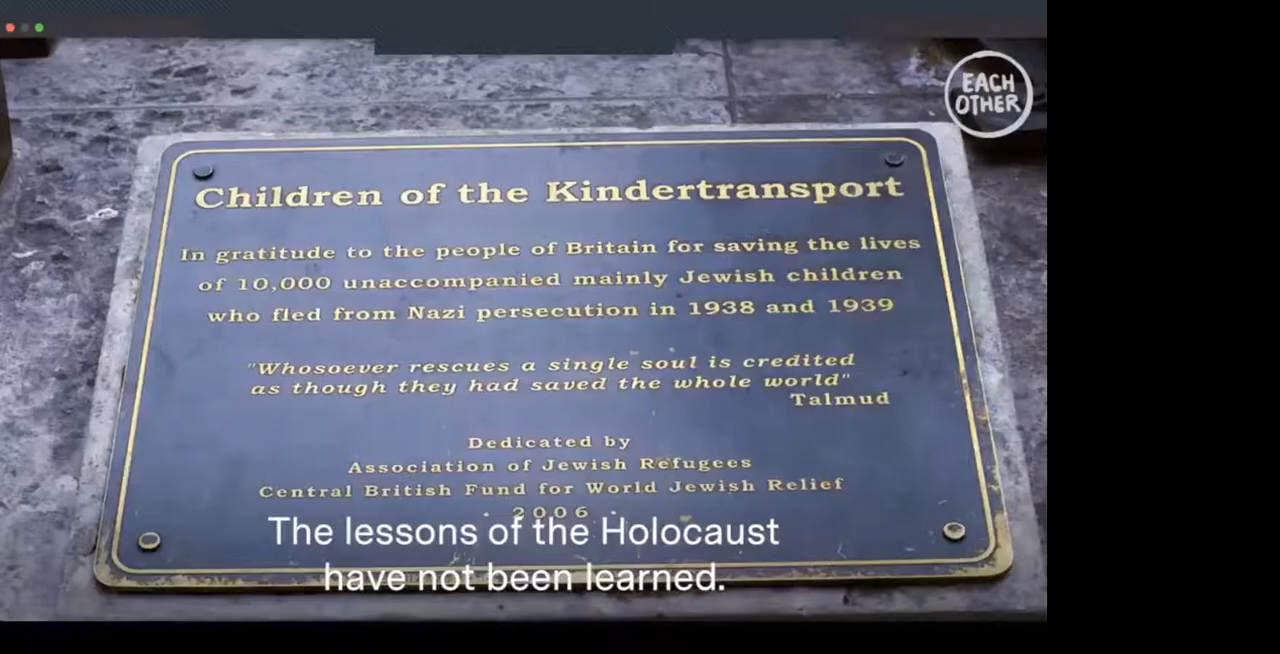 EACH
OTHER
Children of the Kindertransport
In gratitude to the people of Britain for saving the lives
of 10,000 unaccompanied mainly Jewish children
who fled from Nazi persecution in 1938 and 1939
"Whosoever rescues a single soul is credited
as though they had saved the whole world"
Talmud
Dedicated by
Association of Jewish Refugees
Central British Fund for World Jewish Relief
2006
The lessons of the Holocaust
have not been learned.